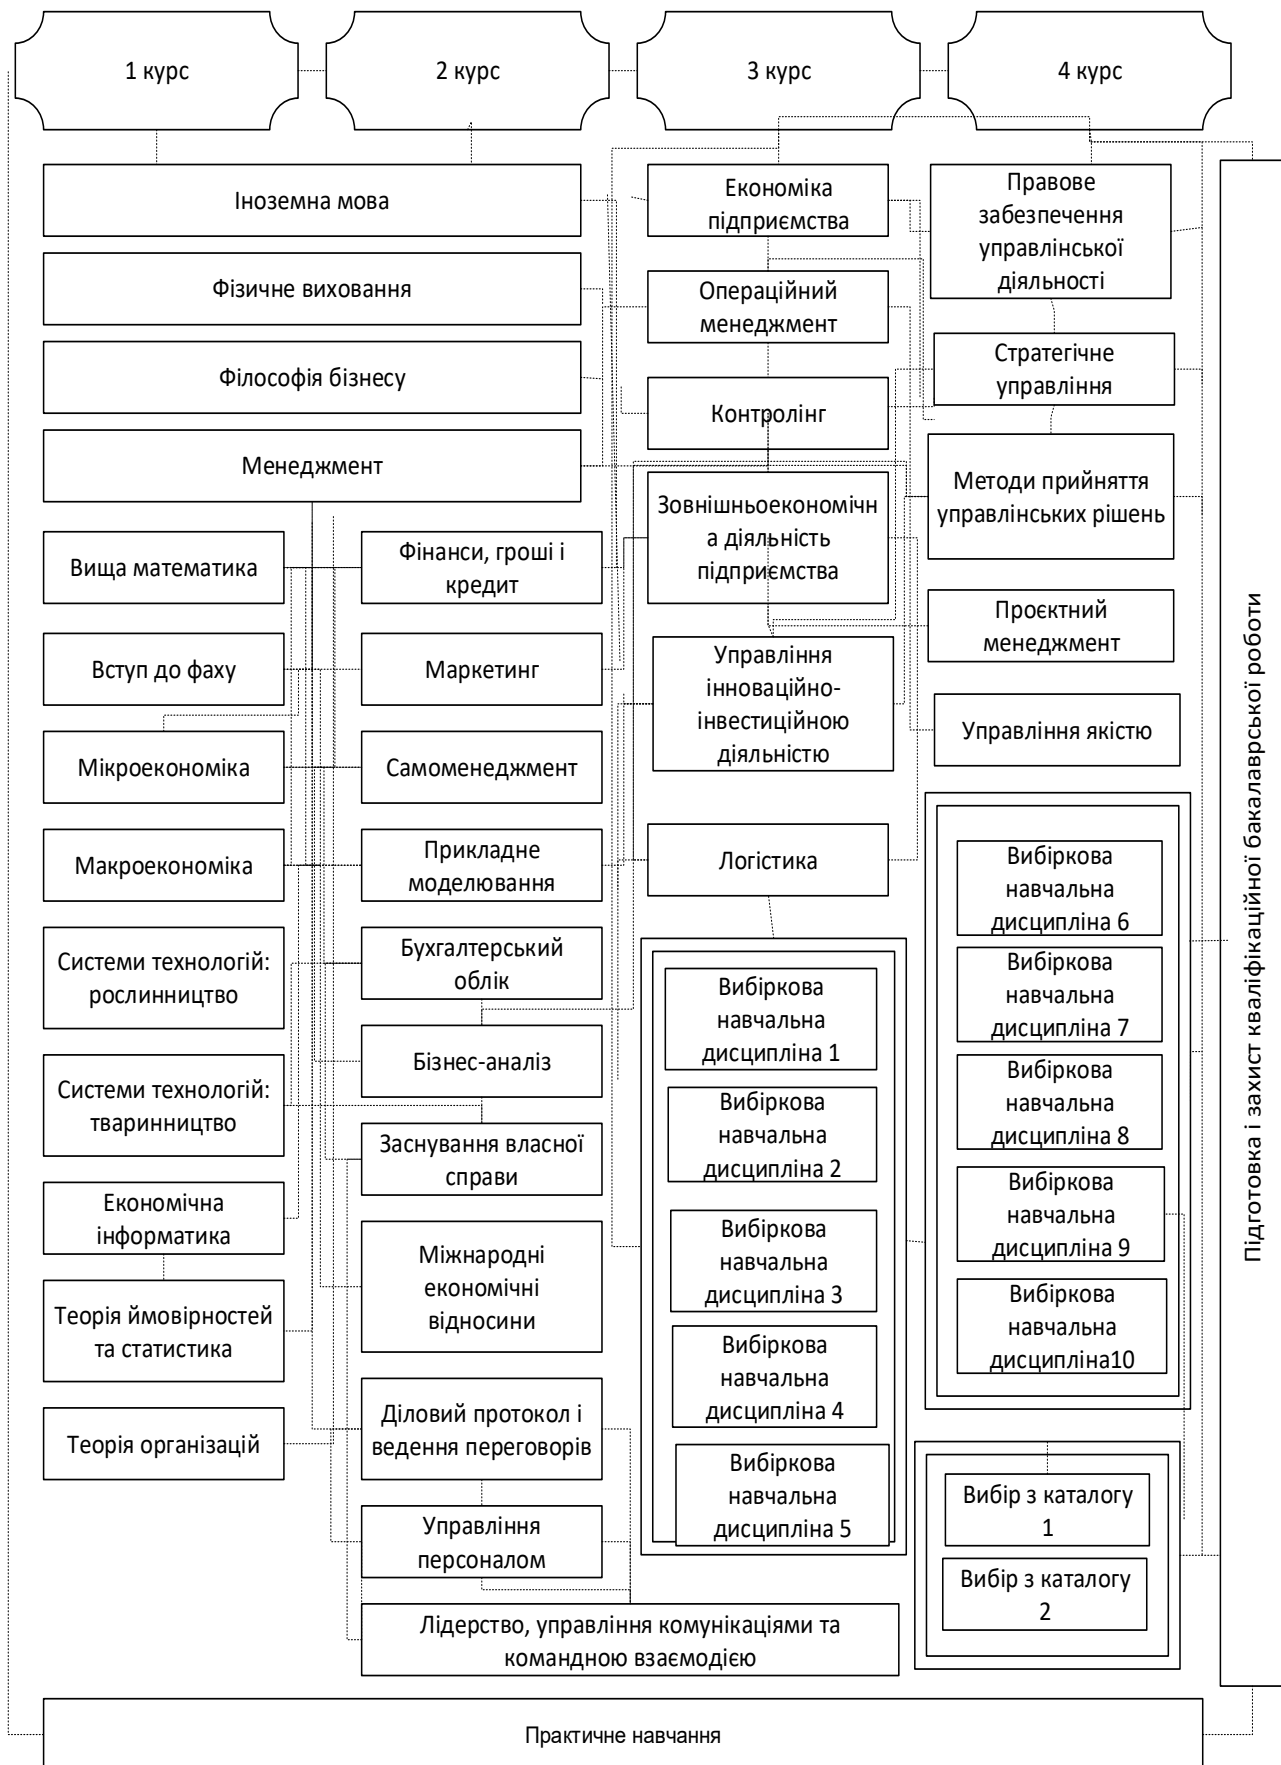 1 курс
2 курс
3 курс
4 курс
Іноземна мова
Фізичне виховання
Філософія бізнесу
Менеджмент
Вища математика
Вступ до фаху
Мікроекономіка
Макроекономіка
Системи технологій:
рослинництво
Системи технологій:
тваринництво
Економічна
інформатика
Теорія ймовірностей
та статистика
Теорія організацій
Фінанси, гроші і
кредит
Маркетинг
Самоменеджмент
Прикладне
моделювання
Бухгалтерський
облік
Бізнес-аналіз
Заснування власної
справи
Міжнародні
економічні
відносини
Діловий протокол і
ведення переговорів
Управління
персоналом
Лідерство, управління комунікаціями та
командною взаємодією
Економіка
підприємства
Операційний
менеджмент
Контролінг
Зовнішньоекономічн
а діяльність
підприємства
Управління
інноваційно-
інвестиційною
діяльністю
Логістика
Вибіркова
навчальна
дисципліна 1
Вибіркова
навчальна
дисципліна 2
Вибіркова
навчальна
дисципліна 3
Вибіркова
навчальна
дисципліна 4
Вибіркова
навчальна
дисципліна 5
Правове
забезпечення
управлінської
діяльності
Стратегічне
управління
Методи прийняття
управлінських рішень
Проєктний
менеджмент
Управління якістю
Вибіркова
навчальна
дисципліна 6
Вибіркова
навчальна
дисципліна 7
Вибіркова
навчальна
дисципліна 8
Вибіркова
навчальна
дисципліна 9
Вибіркова
навчальна
дисципліна10
Вибір з каталогу
1
Вибір з каталогу
2
Підготовка і захист кваліфікаційної бакалаврської роботи
Практичне навчання